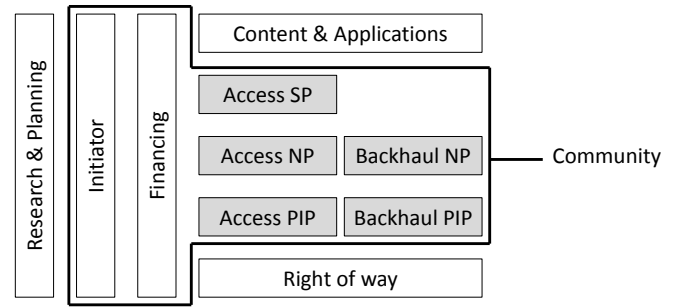 Research & Planning
Initiator
Financing
Content & Applications
Access SP
Access NP
Backhaul NP
Community
Access PIP
Backhaul PIP
Right of way